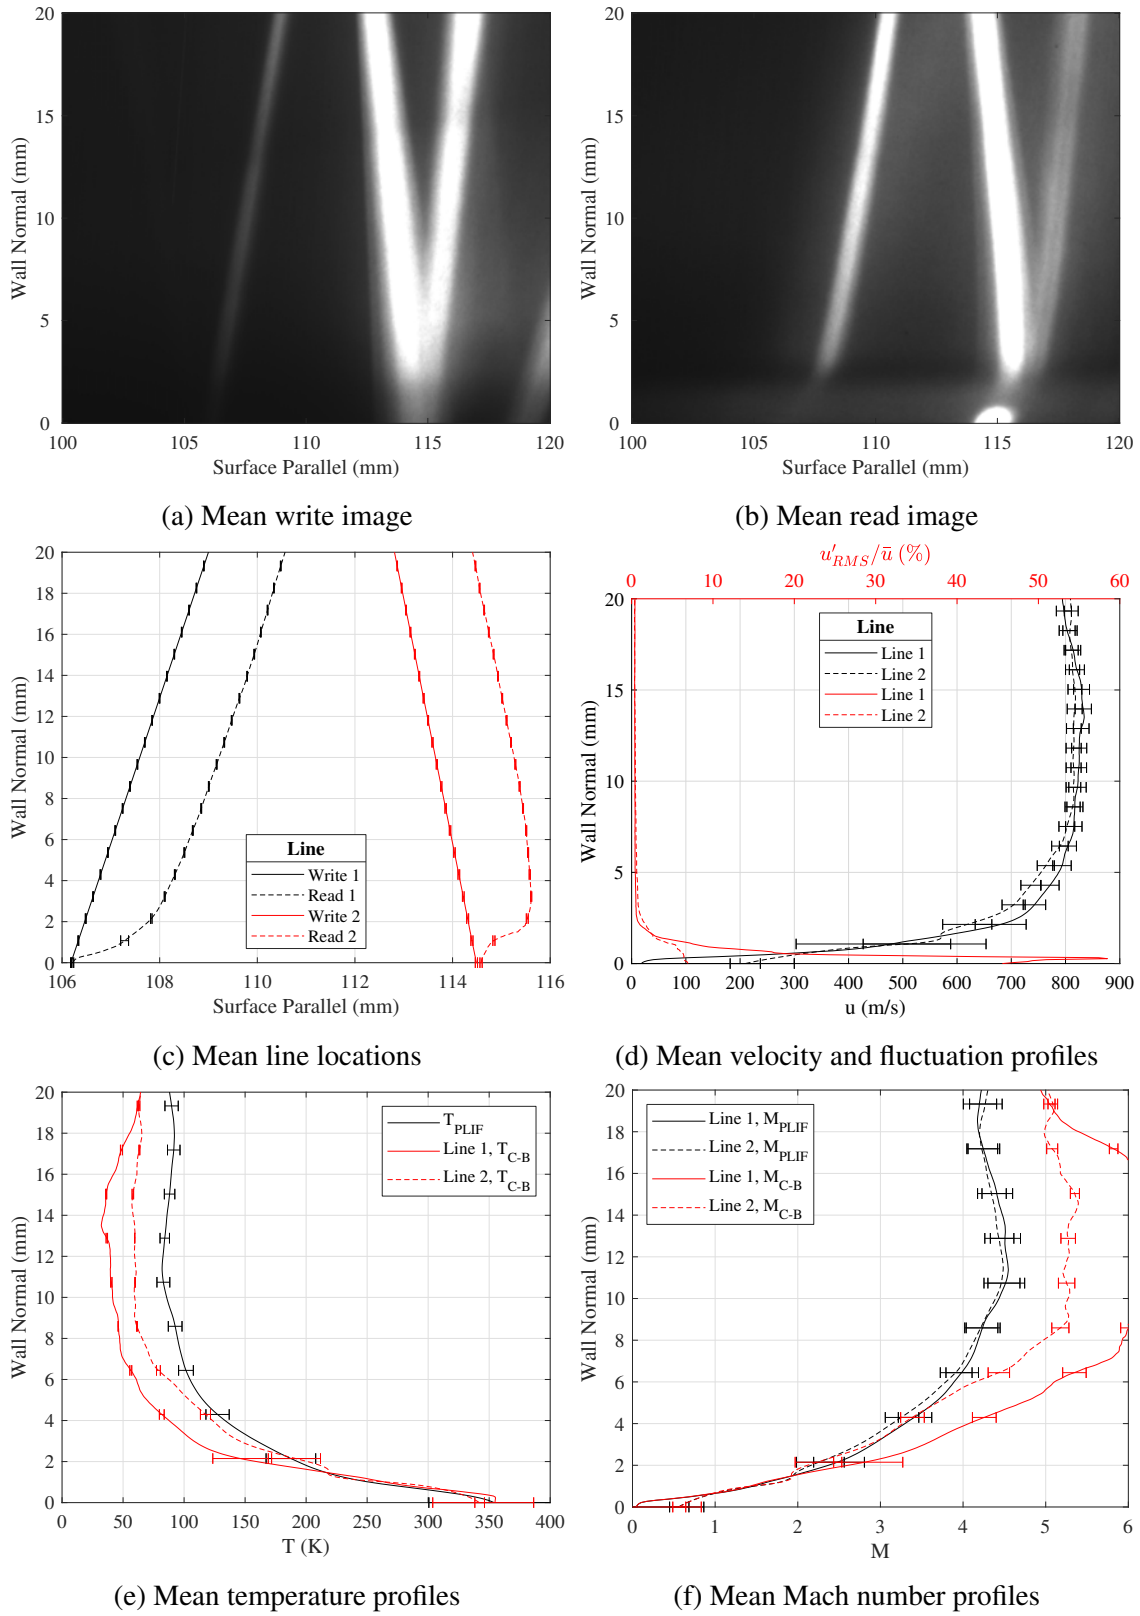 20
15
10
5
0
100
105
110
115
120
Wall Normal (mm)
Surface Parallel (mm)
(a) Mean write image
20
15
10
5
0
100
105
110
115
120
Wall Normal (mm)
Surface Parallel (mm)
(b) Mean read image
20
18
16
14
12
10
8
6
4
2
0
106
108
110
112
114
116
Wall Normal (mm)
Surface Parallel (mm)
Line
Write 1
Read 1
Write 2
Read 2
(c) Mean line locations
u'RMS/ū (%)
0
10
20
30
40
50
60
20
15
10
5
0
Wall Normal (mm)
Line
Line 1
Line 2
Line 1
Line 2
0
100
200
300
400
500
600
700
800
900
u (m/s)
(d) Mean velocity and fluctuation profiles
20
18
16
14
12
10
8
6
4
2
0
Wall Normal (mm)
TPLIF
Line 1, TC-B
Line 2, TC-B
0
50
100
150
200
250
300
350
400
T (K)
(e) Mean temperature profiles
20
18
16
14
12
10
8
6
4
2
0
Wall Normal (mm)
Line 1, MPLIF
Line 2, MPLIF
Line 1, MC-B
Line 2, MC-B
0
1
2
3
4
5
6
M
(f) Mean Mach number profiles